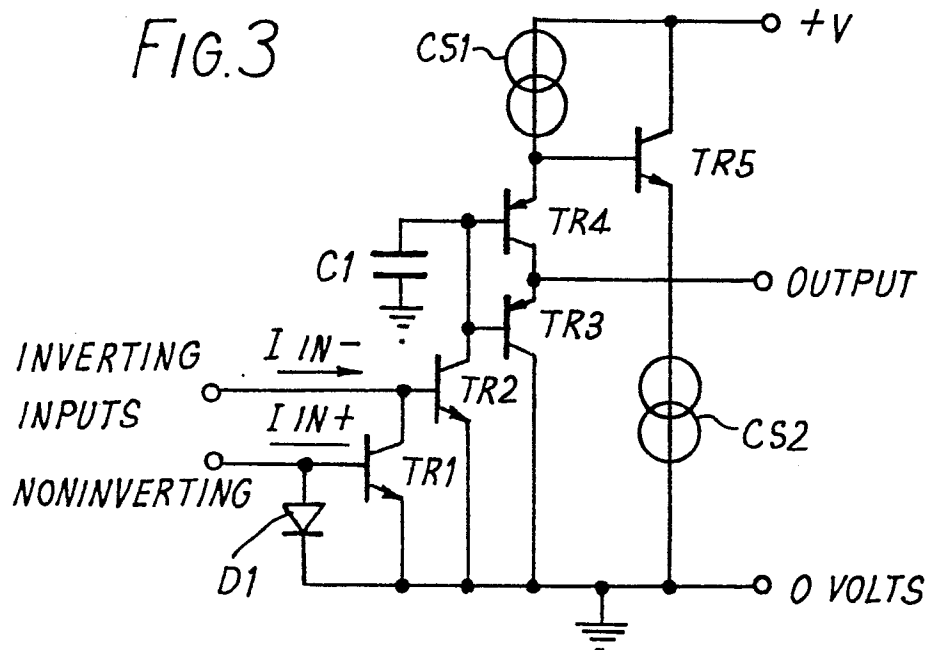 FIG.3
CS1
+V
TR5
TR4
C1
OUTPUT
TR3
INVERTING
I IN-
INPUTS
TR2
I IN+
CS2
TR1
NONINVERTING
D1
0 VOLTS